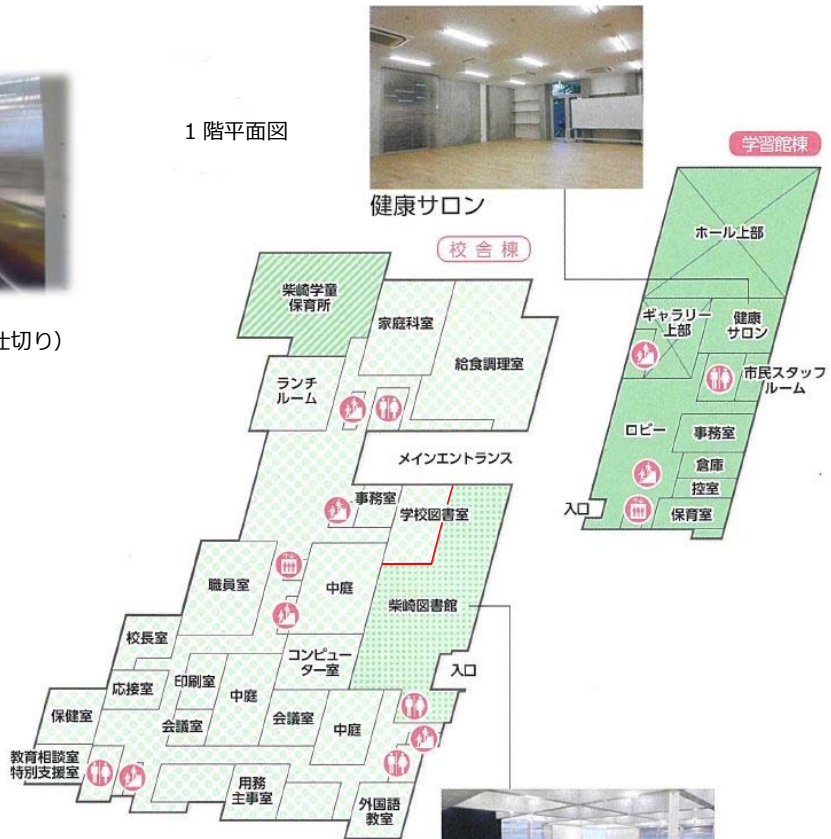 1階平面図
健康サロン
仕切り）
学習館棟
ホール上部
ギャラリー
上部
健康
サロン
市民スタッフ
ルーム
ロビー
事務室
倉庫
控室
保育室
入口
校舎棟
柴崎学童
保育所
家庭科室
給食調理室
ランチ
ルーム
メインエントランス
事務室
学校図書室
職員室
中庭
柴崎図書館
校長室
コンピュー
ター室
入口
応接室
印刷室
中庭
会議室
会議室
中庭
保健室
教育相談室
特別支援室
用務
主事室
外国語
教室